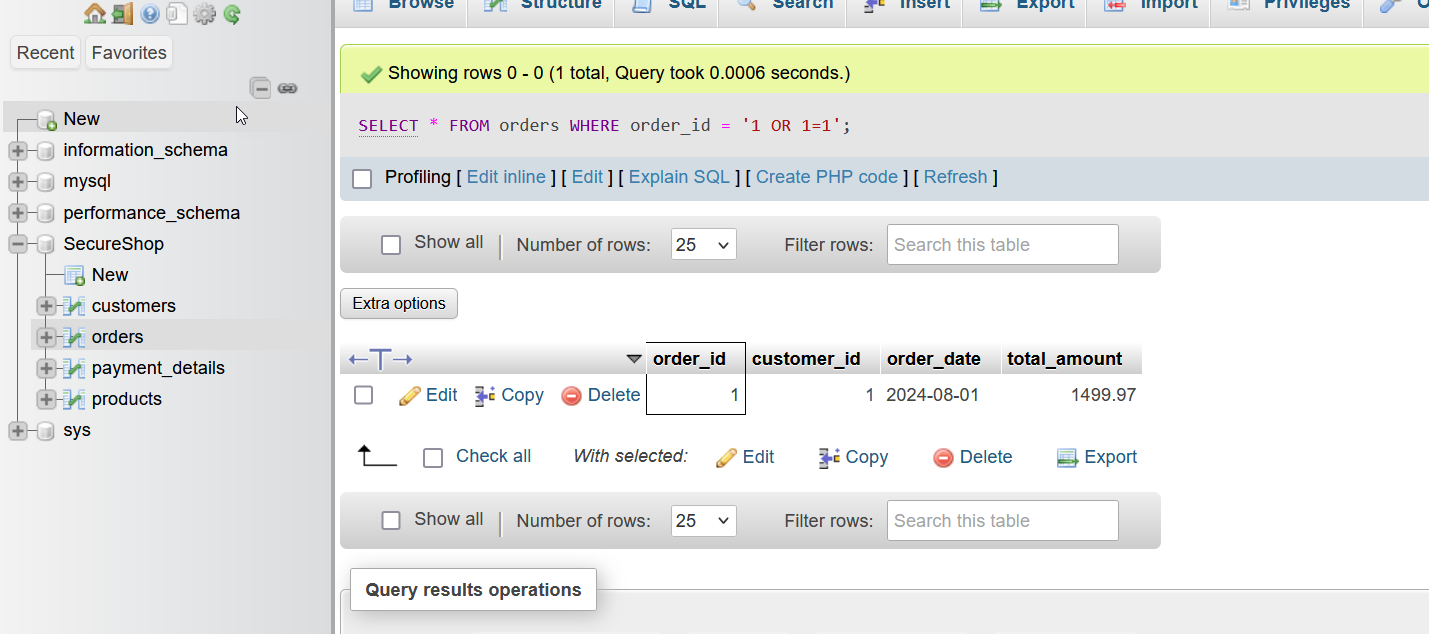 Browse Structure SQL Search Insert Export Import Privileges
Recent Favorites
New
information_schema
mysql
performance_schema
SecureShop
New
customers
orders
payment_details
products
sys
Showing rows 0 - 0 (1 total, Query took 0.0006 seconds.)
SELECT * FROM orders WHERE order_id = '1 OR 1=1';
Profiling [ Edit inline ] [ Edit ] [ Explain SQL ] [ Create PHP code ] [ Refresh ]
Show all Number of rows: 25 Filter rows: Search this table
Extra options
←T→ order_id customer_id order_date total_amount
Edit Copy Delete 1 1 2024-08-01 1499.97
Check all With selected: Edit Copy Delete Export
Show all Number of rows: 25 Filter rows: Search this table
Query results operations